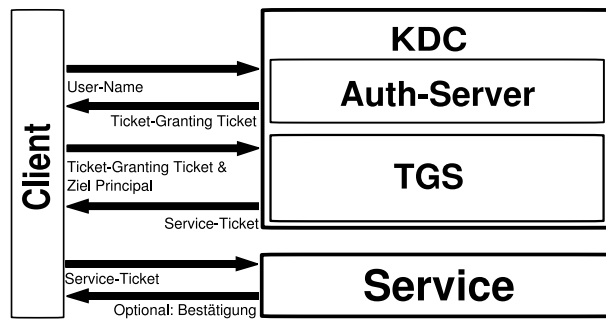 KDC
Client
User-Name
Auth-Server
Ticket-Granting Ticket
Ticket-Granting Ticket &
Ziel Principal
TGS
Service-Ticket
Service-Ticket
Service
Optional: Bestätigung